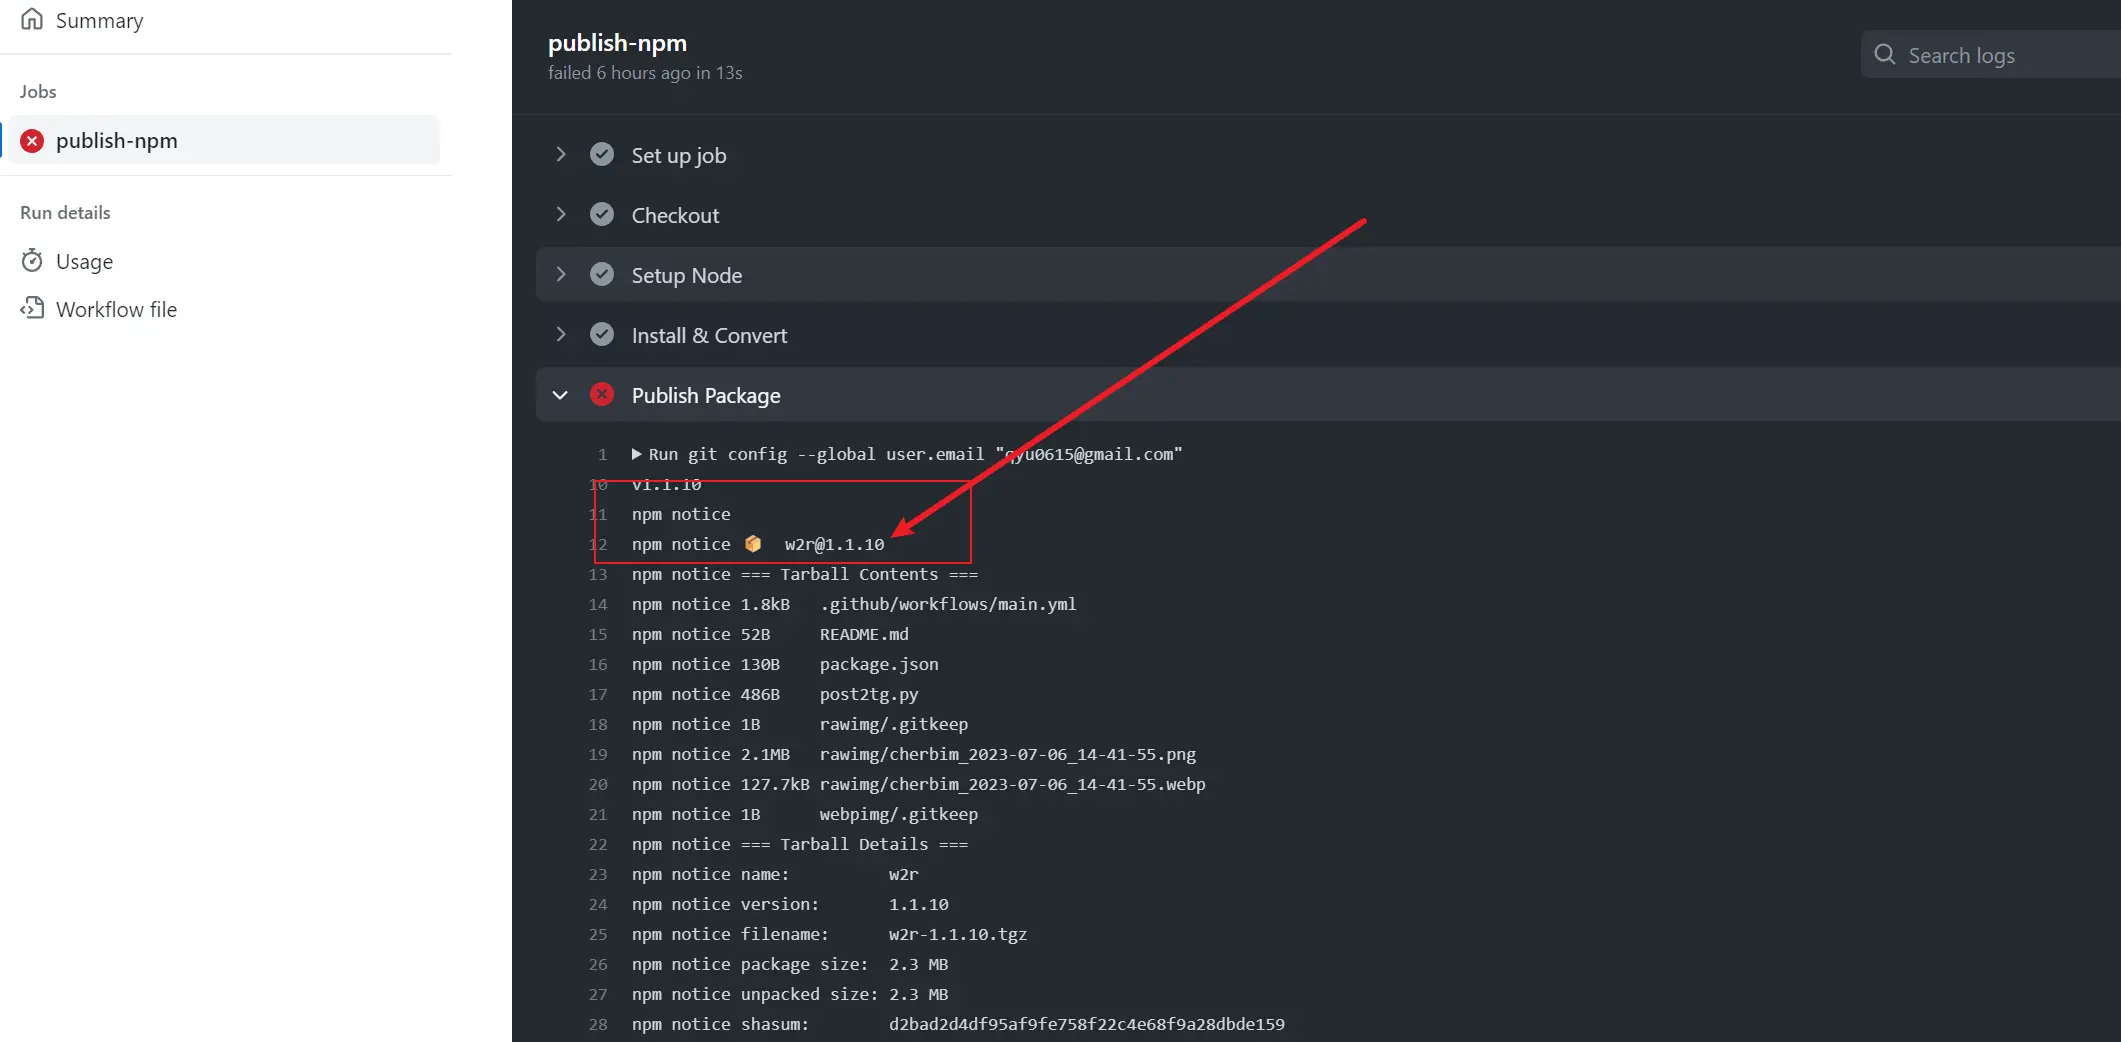 Summary
Jobs
publish-npm
Run details
Usage
Workflow file
publish-npm
failed 6 hours ago in 13s
Search logs
Set up job
Checkout
Setup Node
Install & Convert
Publish Package
1 Run git config --global user.email "qyu0615@gmail.com"
10 v1.1.10
11 npm notice
12 npm notice 📦 w2r@1.1.10
13 npm notice === Tarball Contents ===
14 npm notice 1.8kB .github/workflows/main.yml
15 npm notice 52B README.md
16 npm notice 130B package.json
17 npm notice 486B post2tg.py
18 npm notice 1B rawimg/.gitkeep
19 npm notice 2.1MB rawimg/cherbim_2023-07-06_14-41-55.png
20 npm notice 127.7kB rawimg/cherbim_2023-07-06_14-41-55.webp
21 npm notice 1B webpimg/.gitkeep
22 npm notice === Tarball Details ===
23 npm notice name: w2r
24 npm notice version: 1.1.10
25 npm notice filename: w2r-1.1.10.tgz
26 npm notice package size: 2.3 MB
27 npm notice unpacked size: 2.3 MB
28 npm notice shasum: d2bad2d4df95af9fe758f22c4e68f9a28dbde159